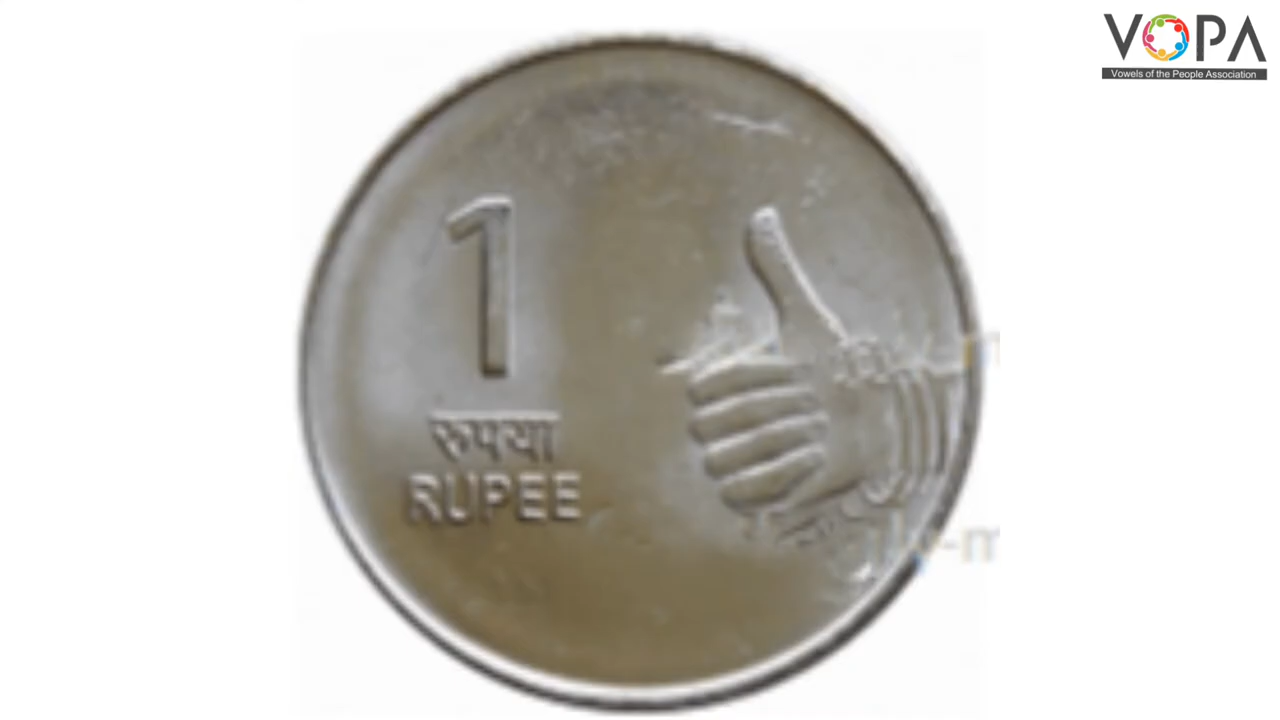 VOPA
Vowels of the People Association
1
रुपया
RUPEE